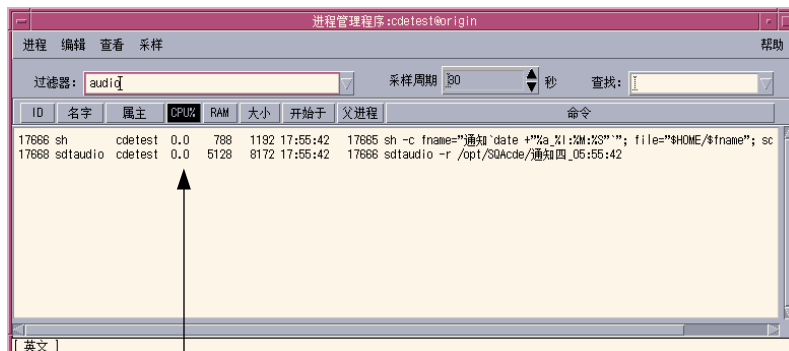 进程管理程序:cdetest@origin
进程 编辑 查看 采样 帮助
过滤器: audio 采样周期 30 秒 查找:
ID 名字 属主 CPU% RAM 大小 开始于 父进程 命令
17666 sh cdetest 0.0 788 1192 17:55:42 17665 sh -c fname="通知`date +"%a_%I:%M:%S"`"; file="$HOME/$fname"; sc
17668 sdtaudio cdetest 0.0 5128 8172 17:55:42 17666 sdtaudio -r /opt/SQAcde/通知四_05:55:42
[ 英文 ]